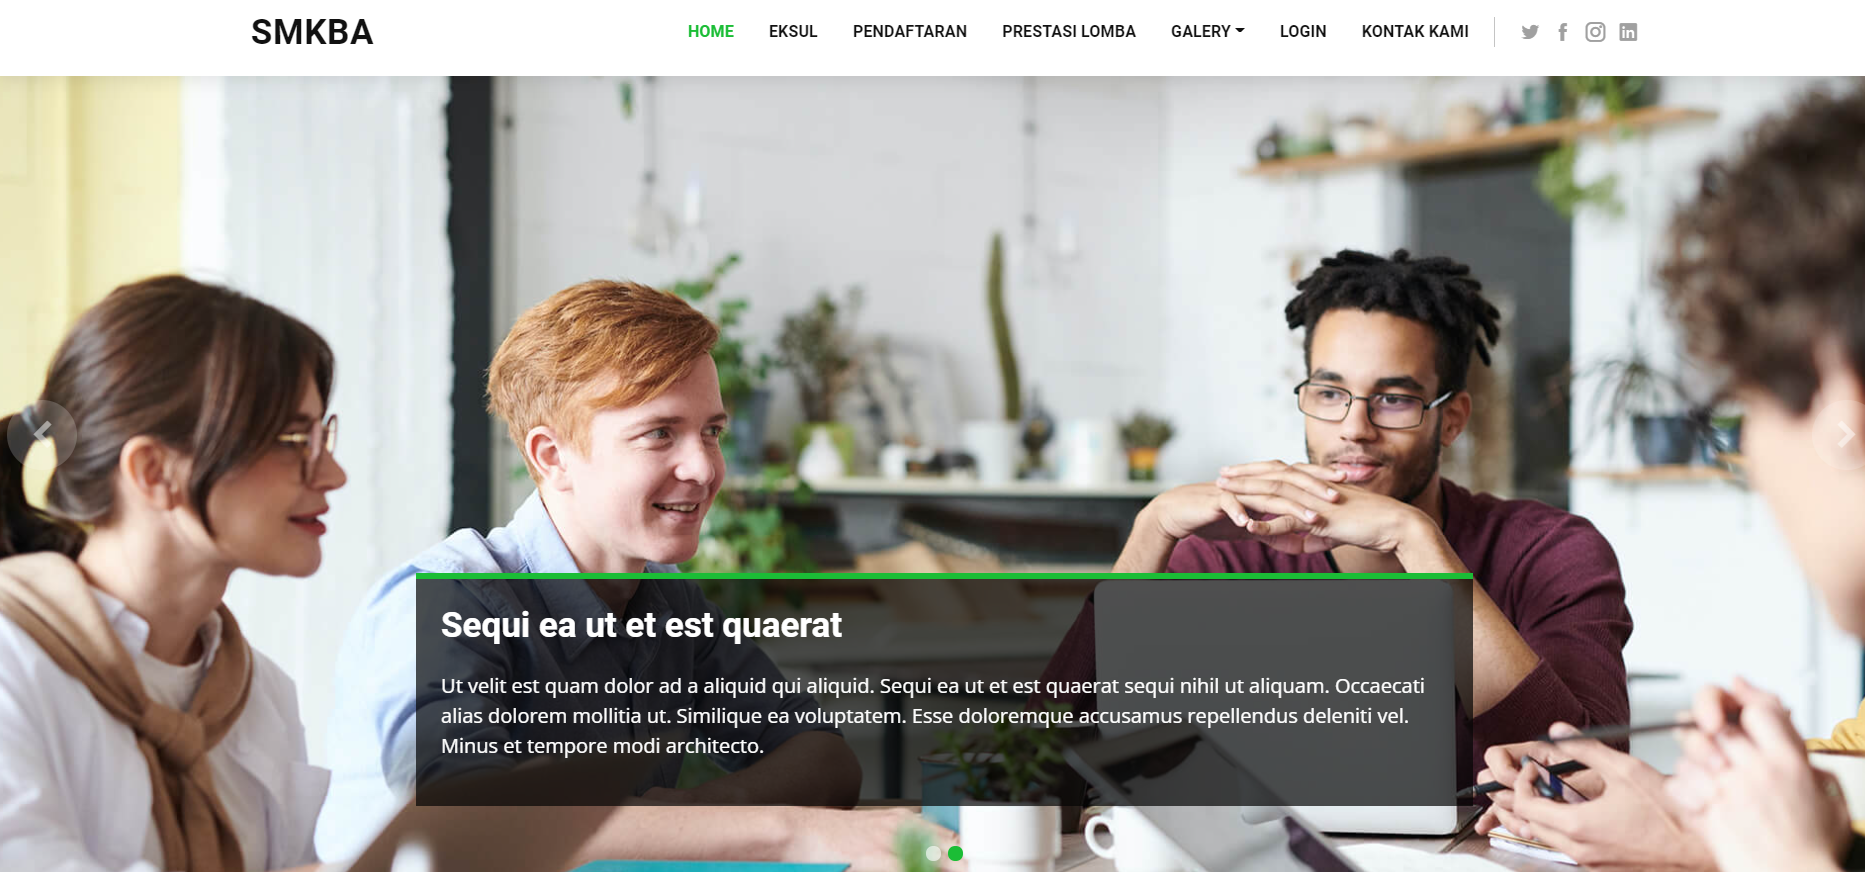 SMKBA
HOME EKSUL PENDAFTARAN PRESTASI LOMBA GALERY LOGIN KONTAK KAMI
Sequi ea ut et est quaerat
Ut velit est quam dolor ad a aliquid qui aliquid. Sequi ea ut et est quaerat sequi nihil ut aliquam. Occaecati
alias dolorem mollitia ut. Similique ea voluptatem. Esse doloremque accusamus repellendus deleniti vel.
Minus et tempore modi architecto.